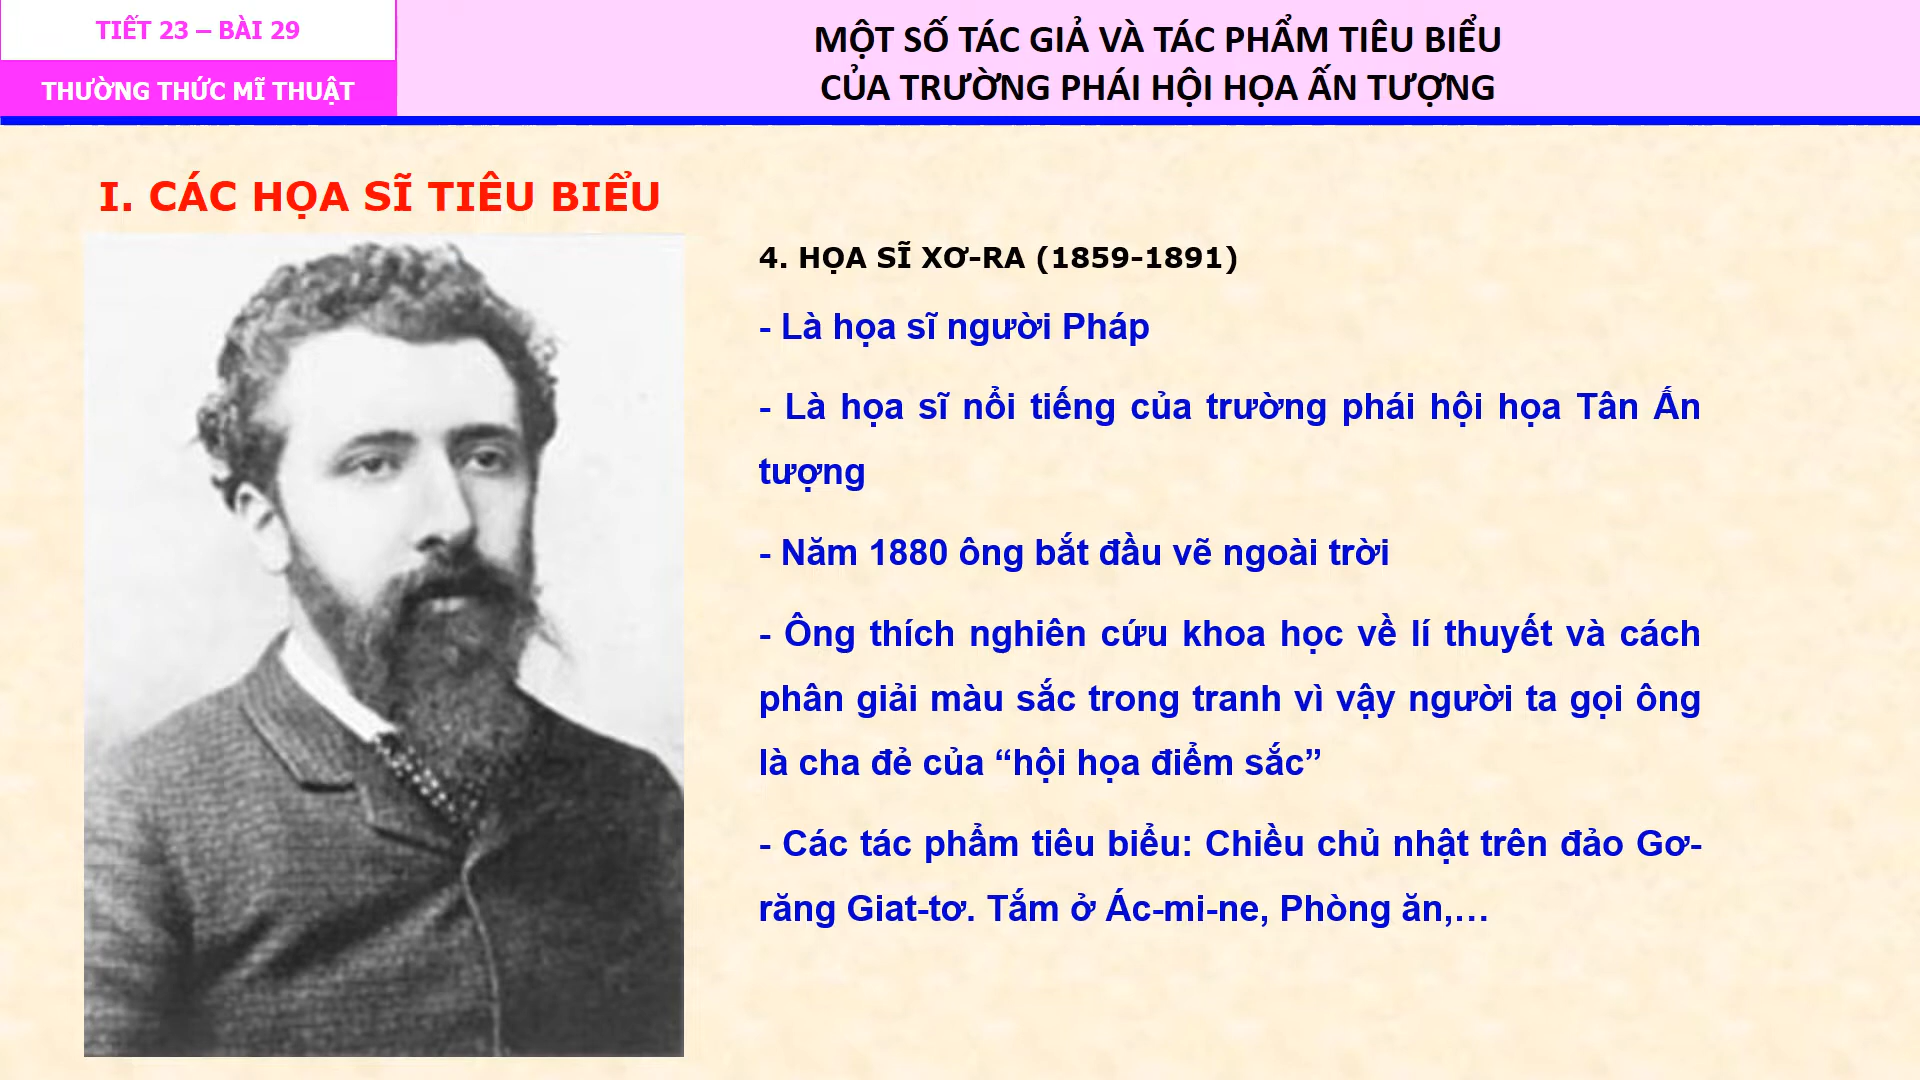 TIẾT 23 – BÀI 29
THƯỜNG THỨC MĨ THUẬT
MỘT SỐ TÁC GIẢ VÀ TÁC PHẨM TIÊU BIỂU
CỦA TRƯỜNG PHÁI HỘI HỌA ẤN TƯỢNG
I. CÁC HỌA SĨ TIÊU BIỂU
4. HỌA SĨ XƠ-RA (1859-1891)
- Là họa sĩ người Pháp
- Là họa sĩ nổi tiếng của trường phái hội họa Tân Ấn
tượng
- Năm 1880 ông bắt đầu vẽ ngoài trời
- Ông thích nghiên cứu khoa học về lí thuyết và cách
phân giải màu sắc trong tranh vì vậy người ta gọi ông
là cha đẻ của “hội họa điểm sắc”
- Các tác phẩm tiêu biểu: Chiều chủ nhật trên đảo Gơ-
răng Giat-tơ. Tắm ở Ác-mi-ne, Phòng ăn,…